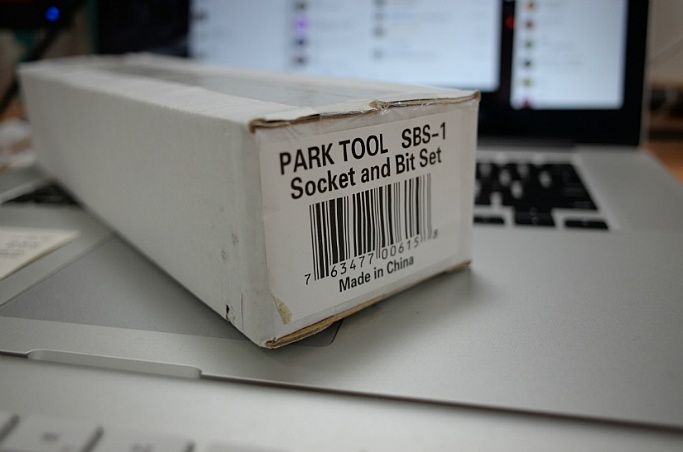 PARK TOOL SBS-1
Socket and Bit Set
7 63477 00615 8
Made in China